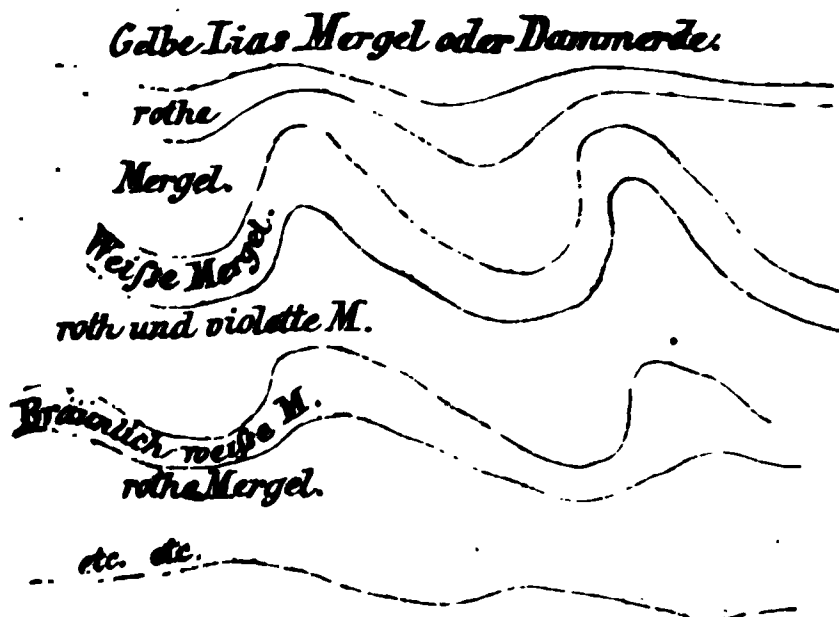 Gelbe Lias Mergel oder Dammerde.
rothe
Mergel.
Weiße Mergel.
roth und violette M.
Bräunlich weiße M.
rothe Mergel.
etc. etc.